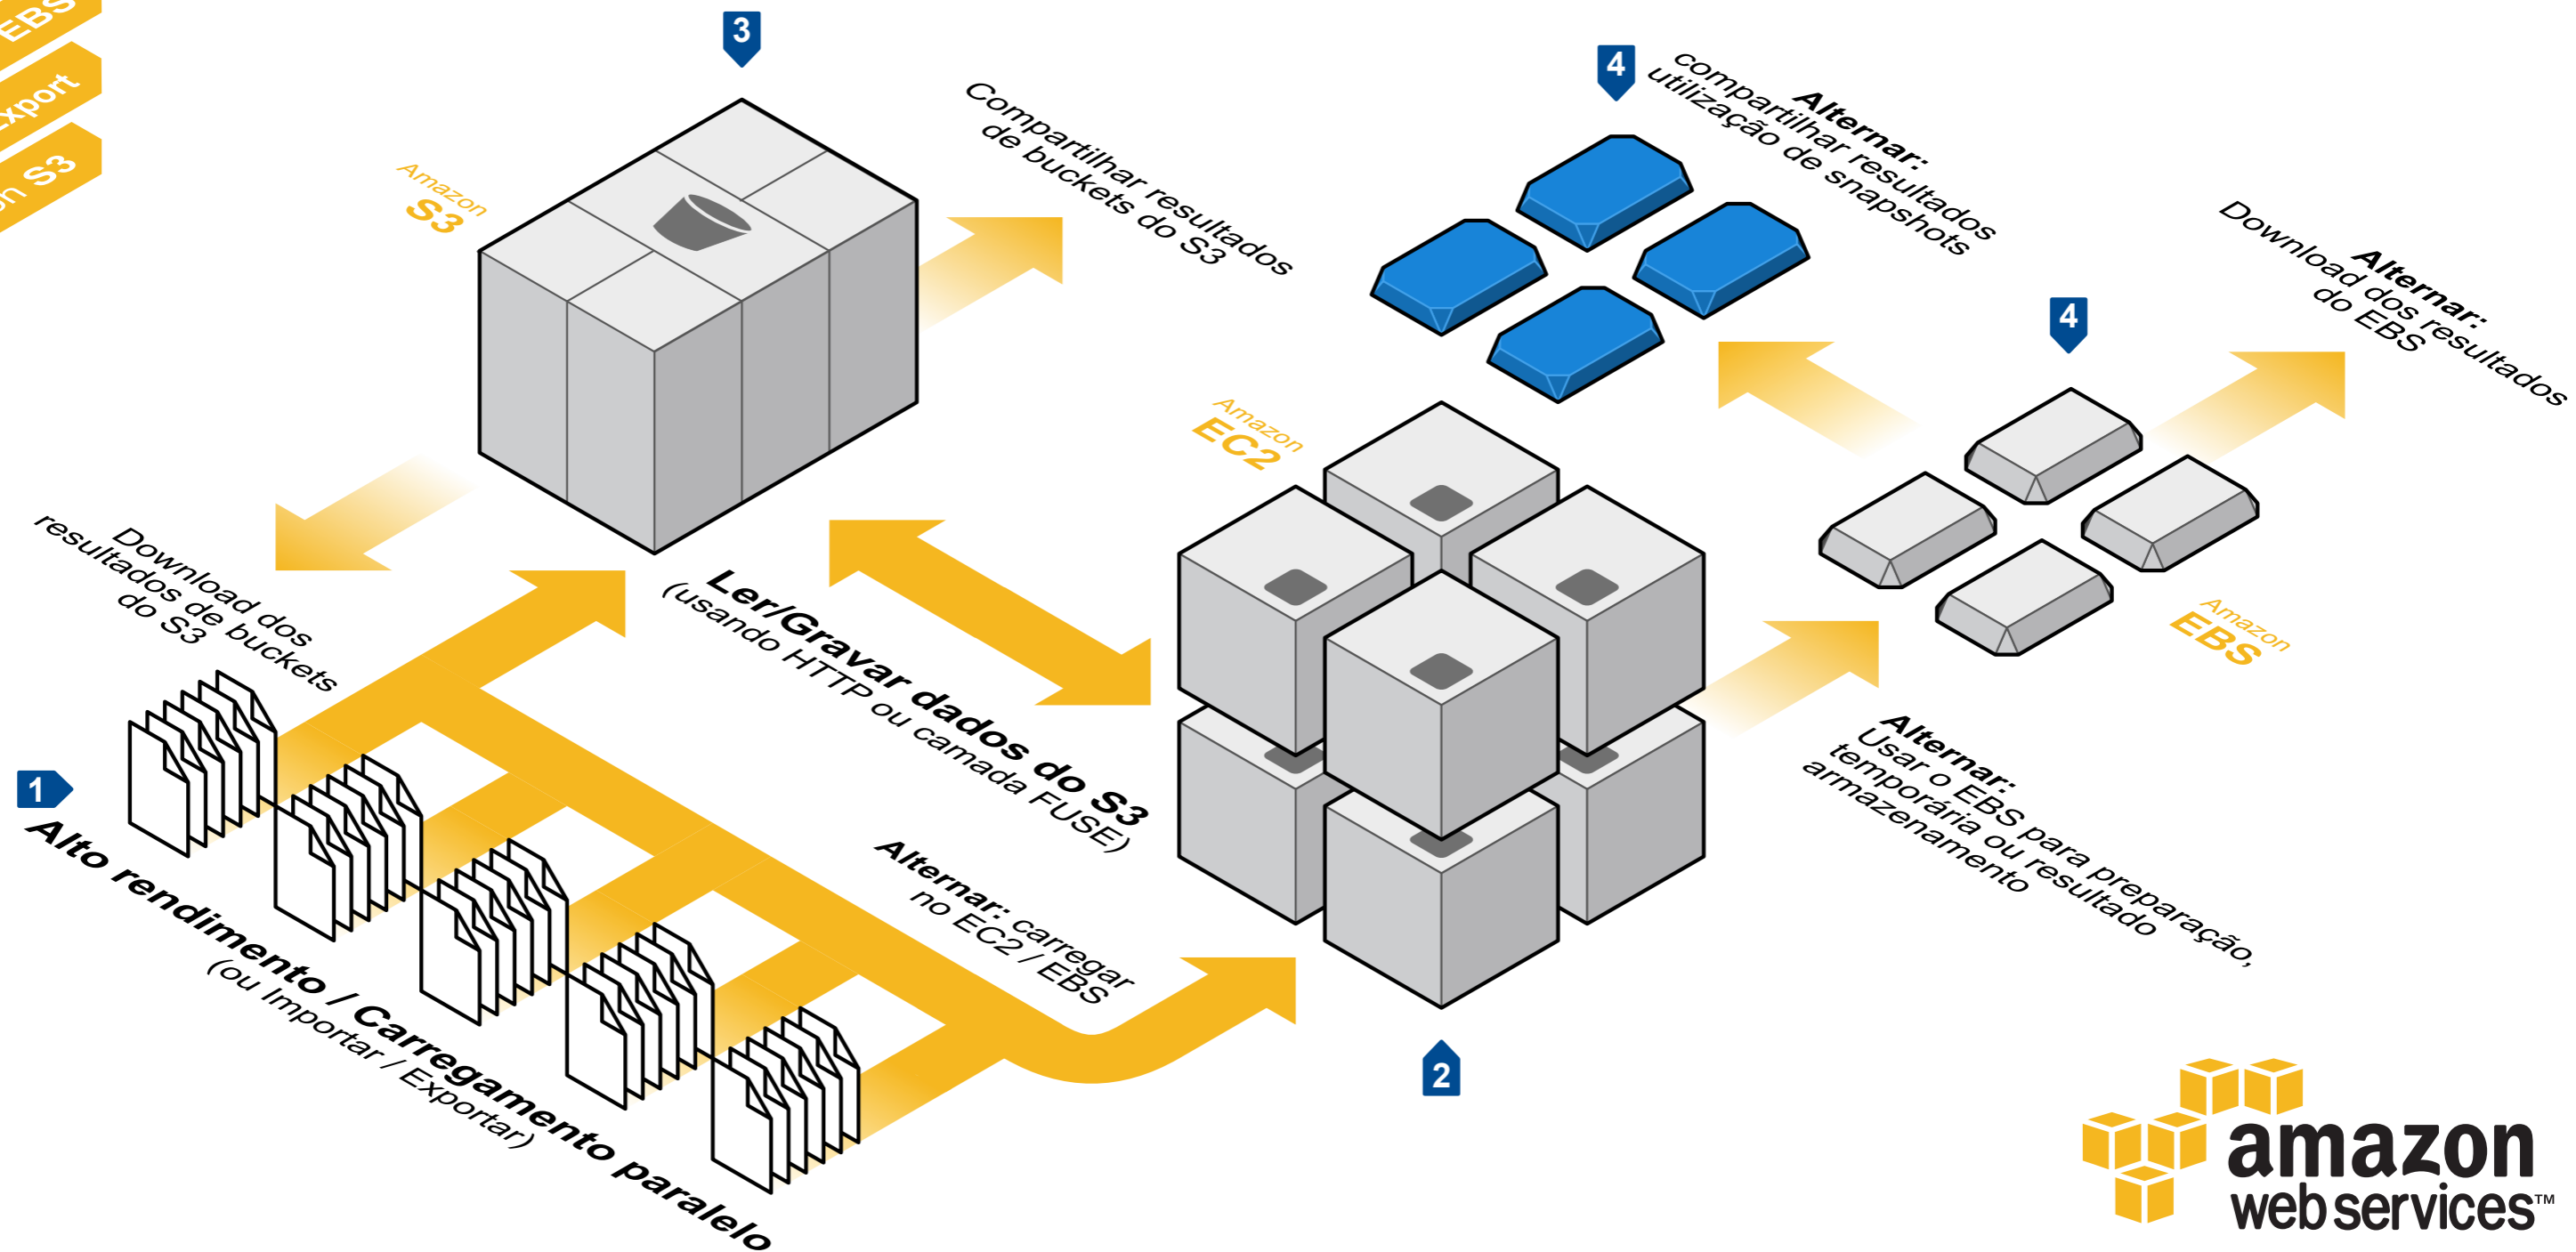 EBS
xport
on S3
3
Amazon
S3
Compartilhar resultados
de buckets do S3
4
Alternar:
compartilhar resultados
utilização de snapshots
Alternar:
Download dos resultados
do EBS
4
Amazon
EC2
Amazon
EBS
Download dos
resultados de buckets
do S3
Ler/Gravar dados do S3
(usando HTTP ou camada FUSE)
Alternar:
Usar o EBS para preparação,
temporária ou resultado
armazenamento
1
Alto rendimento / Carregamento paralelo
(ou Importar / Exportar)
Alternar: carregar
no EC2 / EBS
2
amazon
web services™